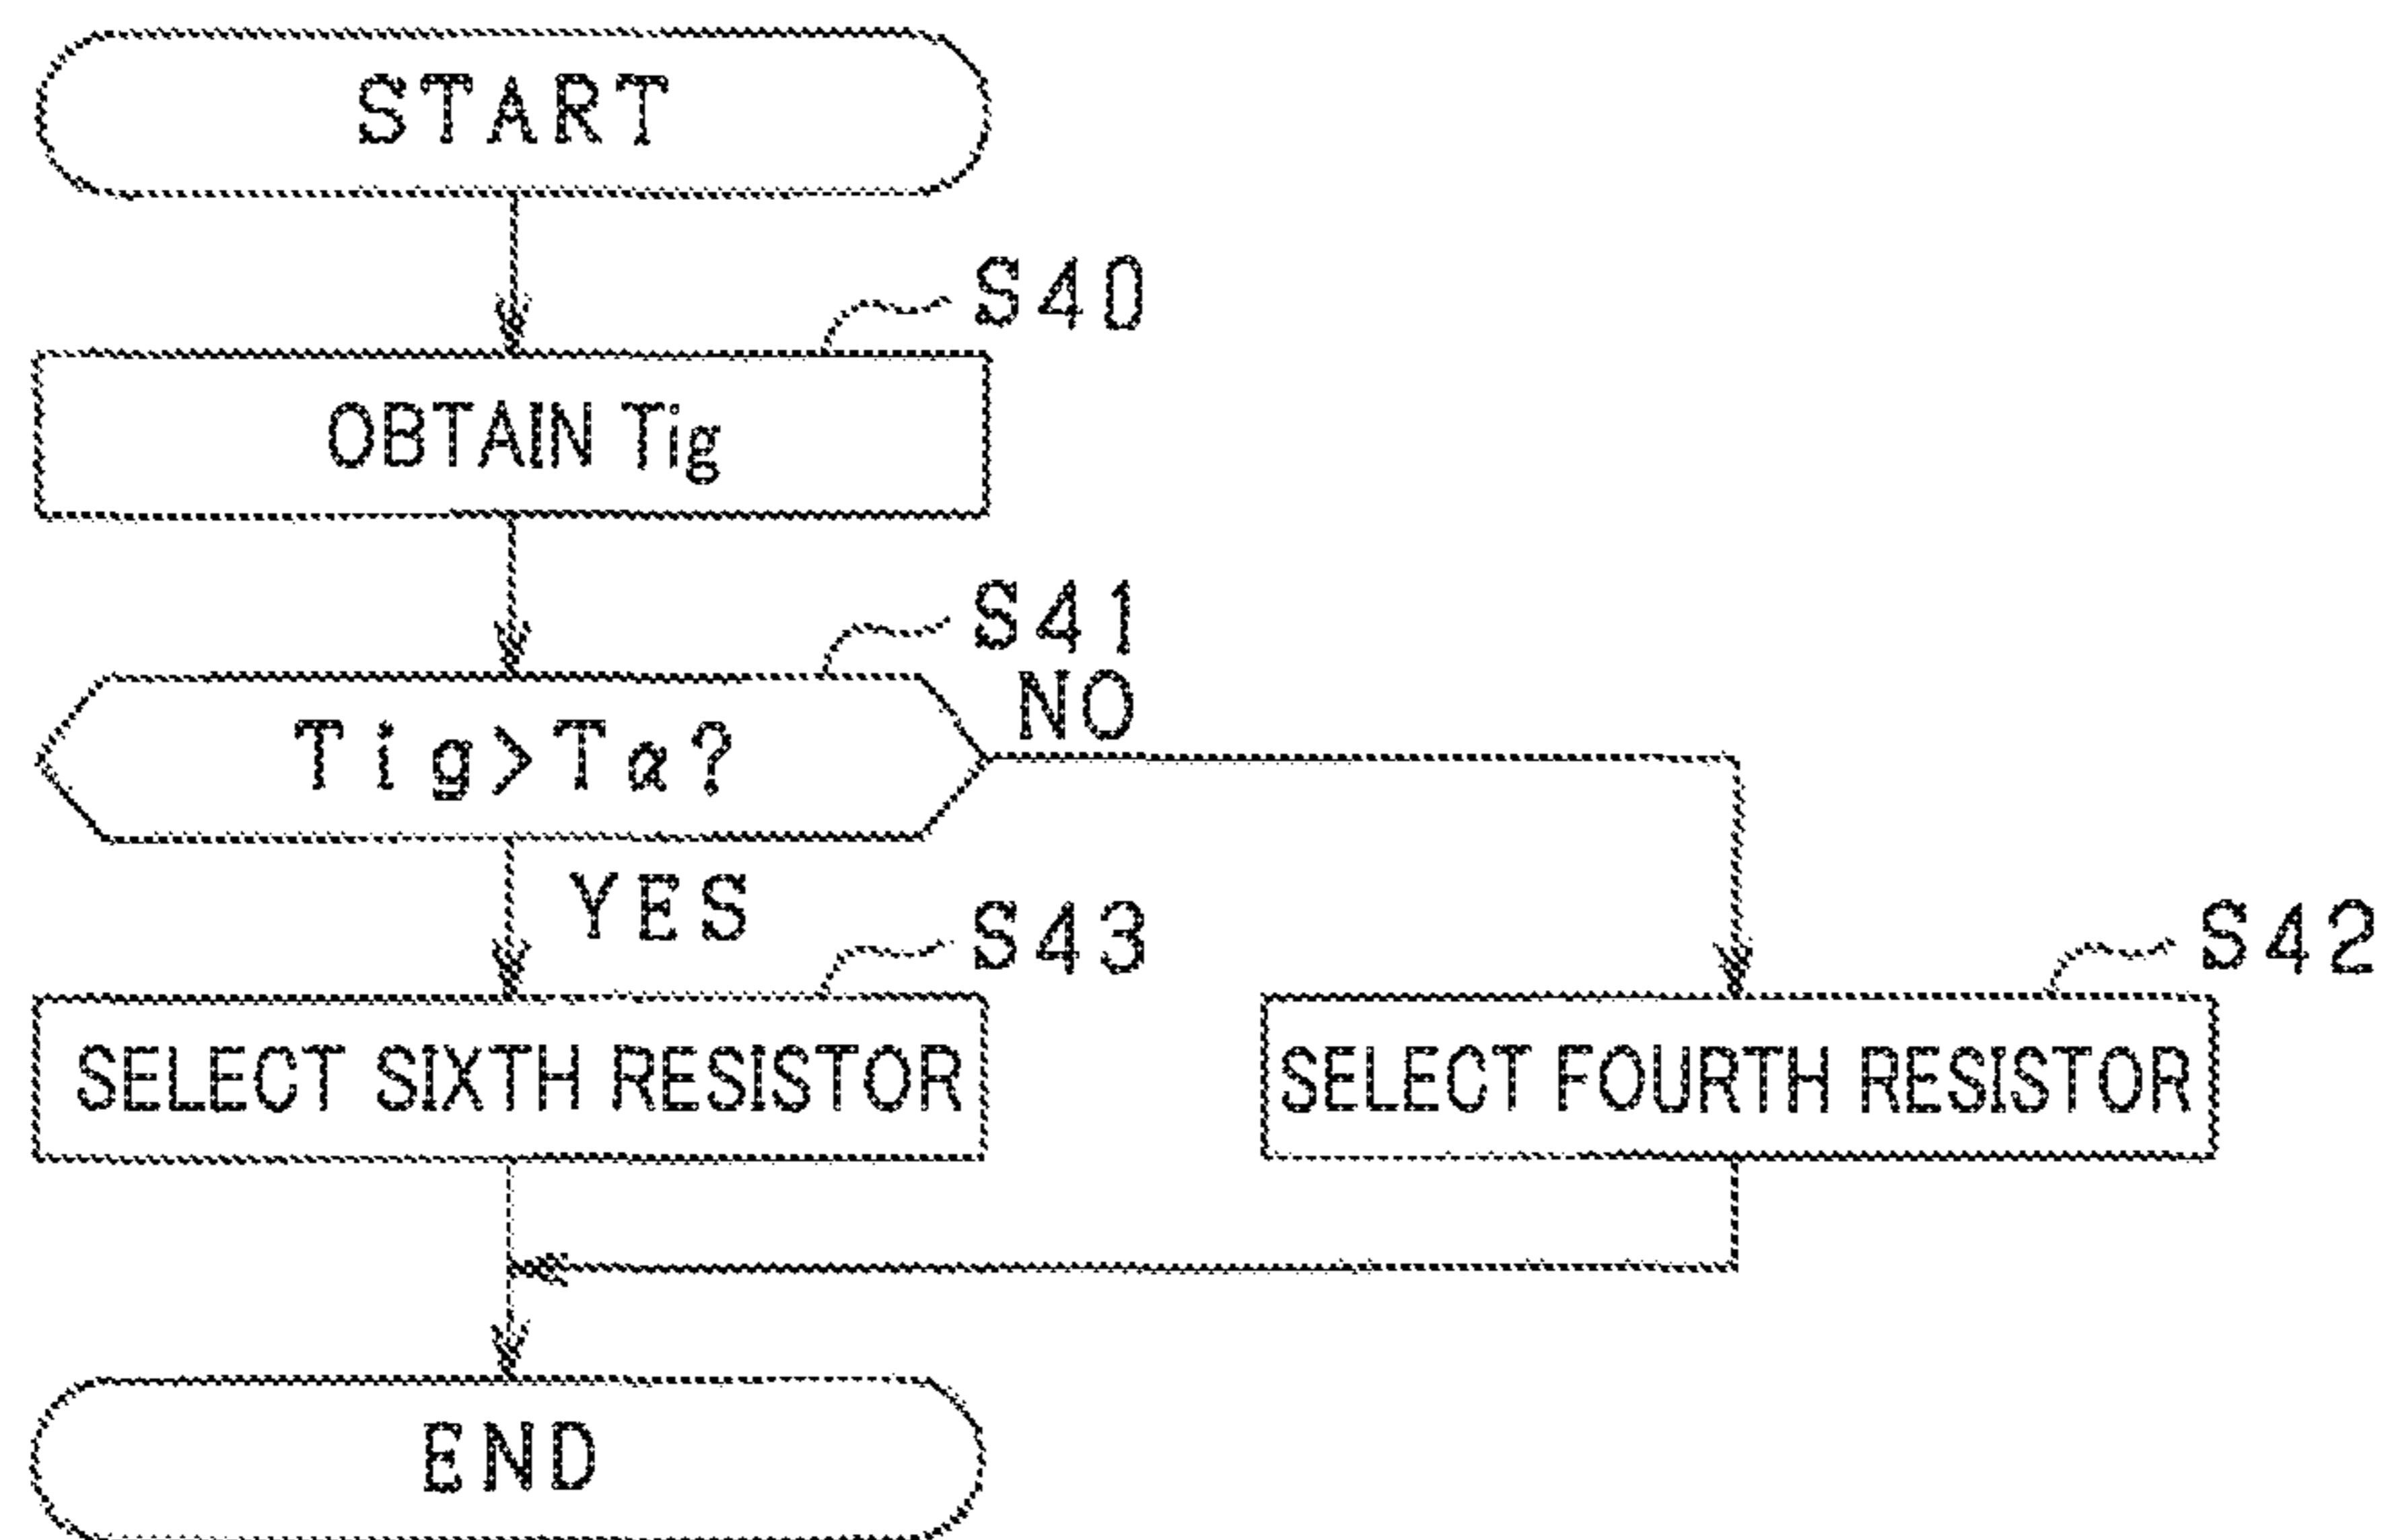 START
S40
OBTAIN Tig
S41
Tig>Tα?
NO
YES
S43
S42
SELECT SIXTH RESISTOR
SELECT FOURTH RESISTOR
END